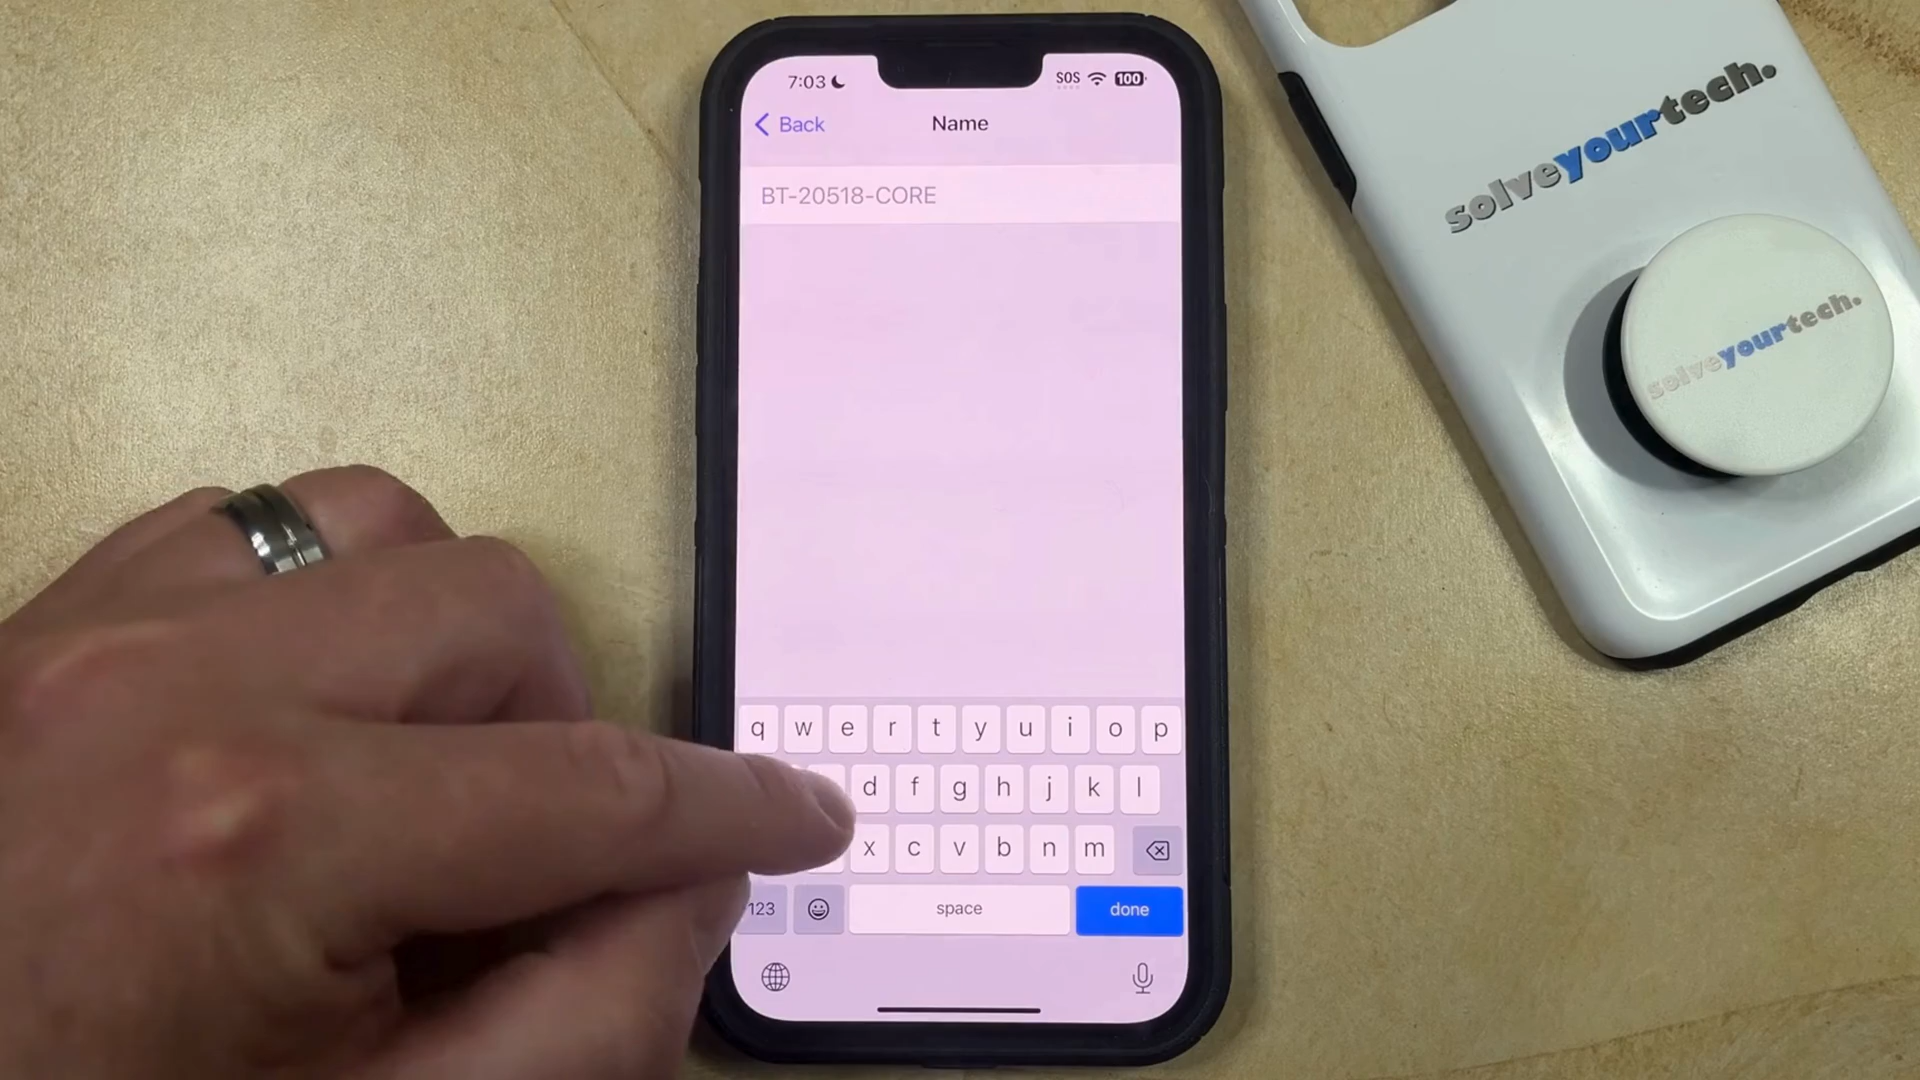 7:03
SOS
100
Back
Name
BT-20518-CORE
q w e r t y u i o p
d f g h j k l
x c v b n m
123
space
done
solveyourtech.
solveyourtech.